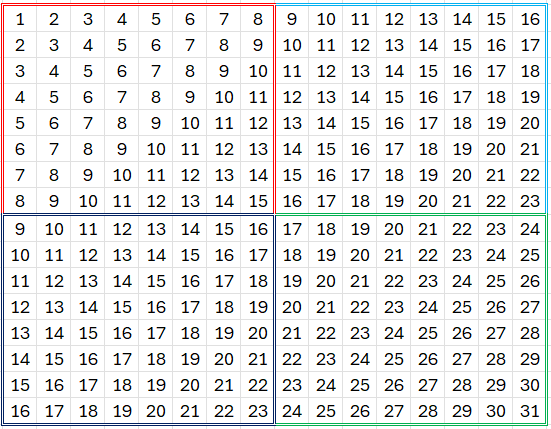 1 2 3 4 5 6 7 8 9 10 11 12 13 14 15 16
2 3 4 5 6 7 8 9 10 11 12 13 14 15 16 17
3 4 5 6 7 8 9 10 11 12 13 14 15 16 17 18
4 5 6 7 8 9 10 11 12 13 14 15 16 17 18 19
5 6 7 8 9 10 11 12 13 14 15 16 17 18 19 20
6 7 8 9 10 11 12 13 14 15 16 17 18 19 20 21
7 8 9 10 11 12 13 14 15 16 17 18 19 20 21 22
8 9 10 11 12 13 14 15 16 17 18 19 20 21 22 23
9 10 11 12 13 14 15 16 17 18 19 20 21 22 23 24
10 11 12 13 14 15 16 17 18 19 20 21 22 23 24 25
11 12 13 14 15 16 17 18 19 20 21 22 23 24 25 26
12 13 14 15 16 17 18 19 20 21 22 23 24 25 26 27
13 14 15 16 17 18 19 20 21 22 23 24 25 26 27 28
14 15 16 17 18 19 20 21 22 23 24 25 26 27 28 29
15 16 17 18 19 20 21 22 23 24 25 26 27 28 29 30
16 17 18 19 20 21 22 23 24 25 26 27 28 29 30 31